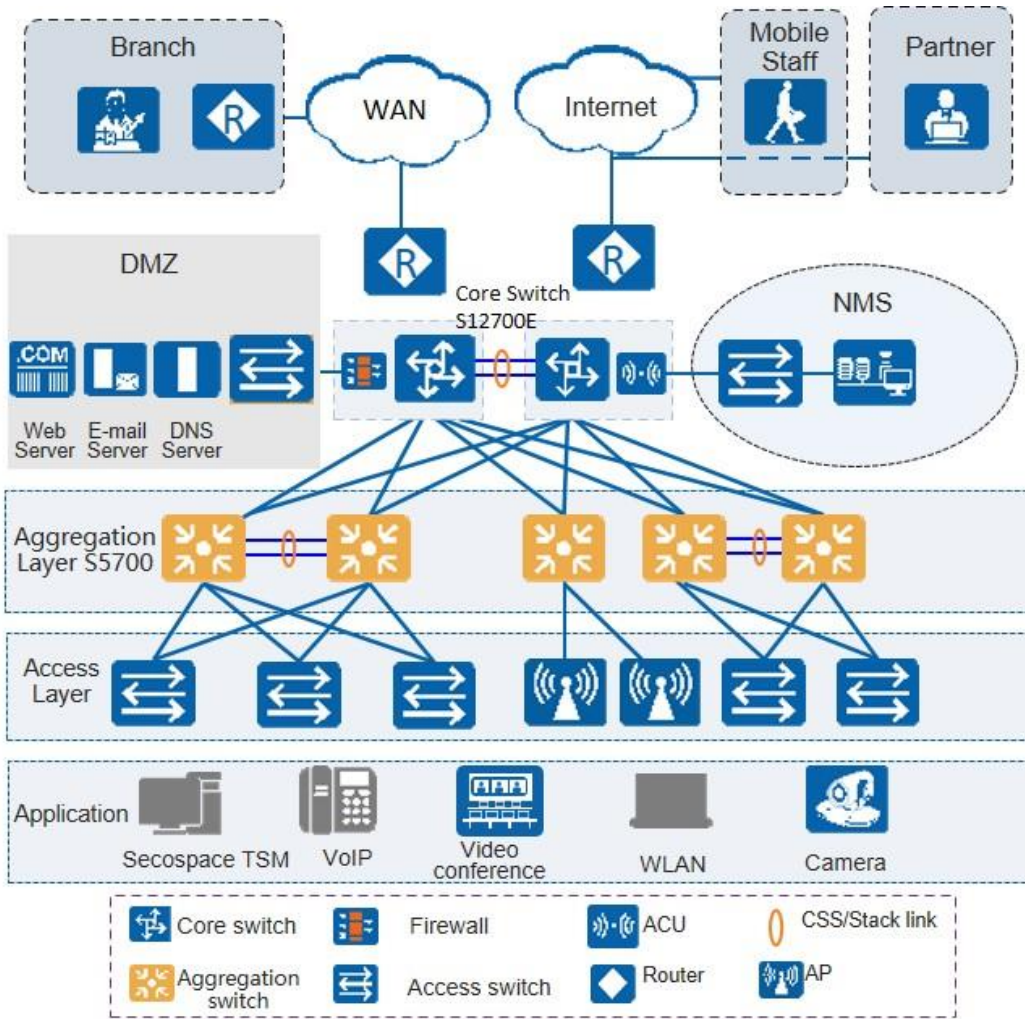 Branch
R
WAN
Internet
Mobile
Staff
Partner
R
R
DMZ
Core Switch
S12700E
NMS
.COM
Web
Server
E-mail
Server
DNS
Server
Aggregation
Layer S5700
Access
Layer
Application
Secospace TSM
VoIP
Video
conference
WLAN
Camera
Core switch
Firewall
ACU
CSS/Stack link
Aggregation
switch
Access switch
Router
AP